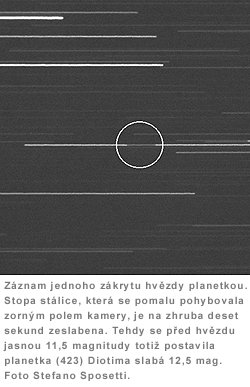 Záznam jednoho zákrytu hvězdy planetkou.
Stopa stálice, která se pomalu pohybovala
zorným polem kamery, je na zhruba deset
sekund zeslabena. Tehdy se před hvězdu
jasnou 11,5 magnitudy totiž postavila
planetka (423) Diotima slabá 12,5 mag.
Foto Stefano Sposetti.